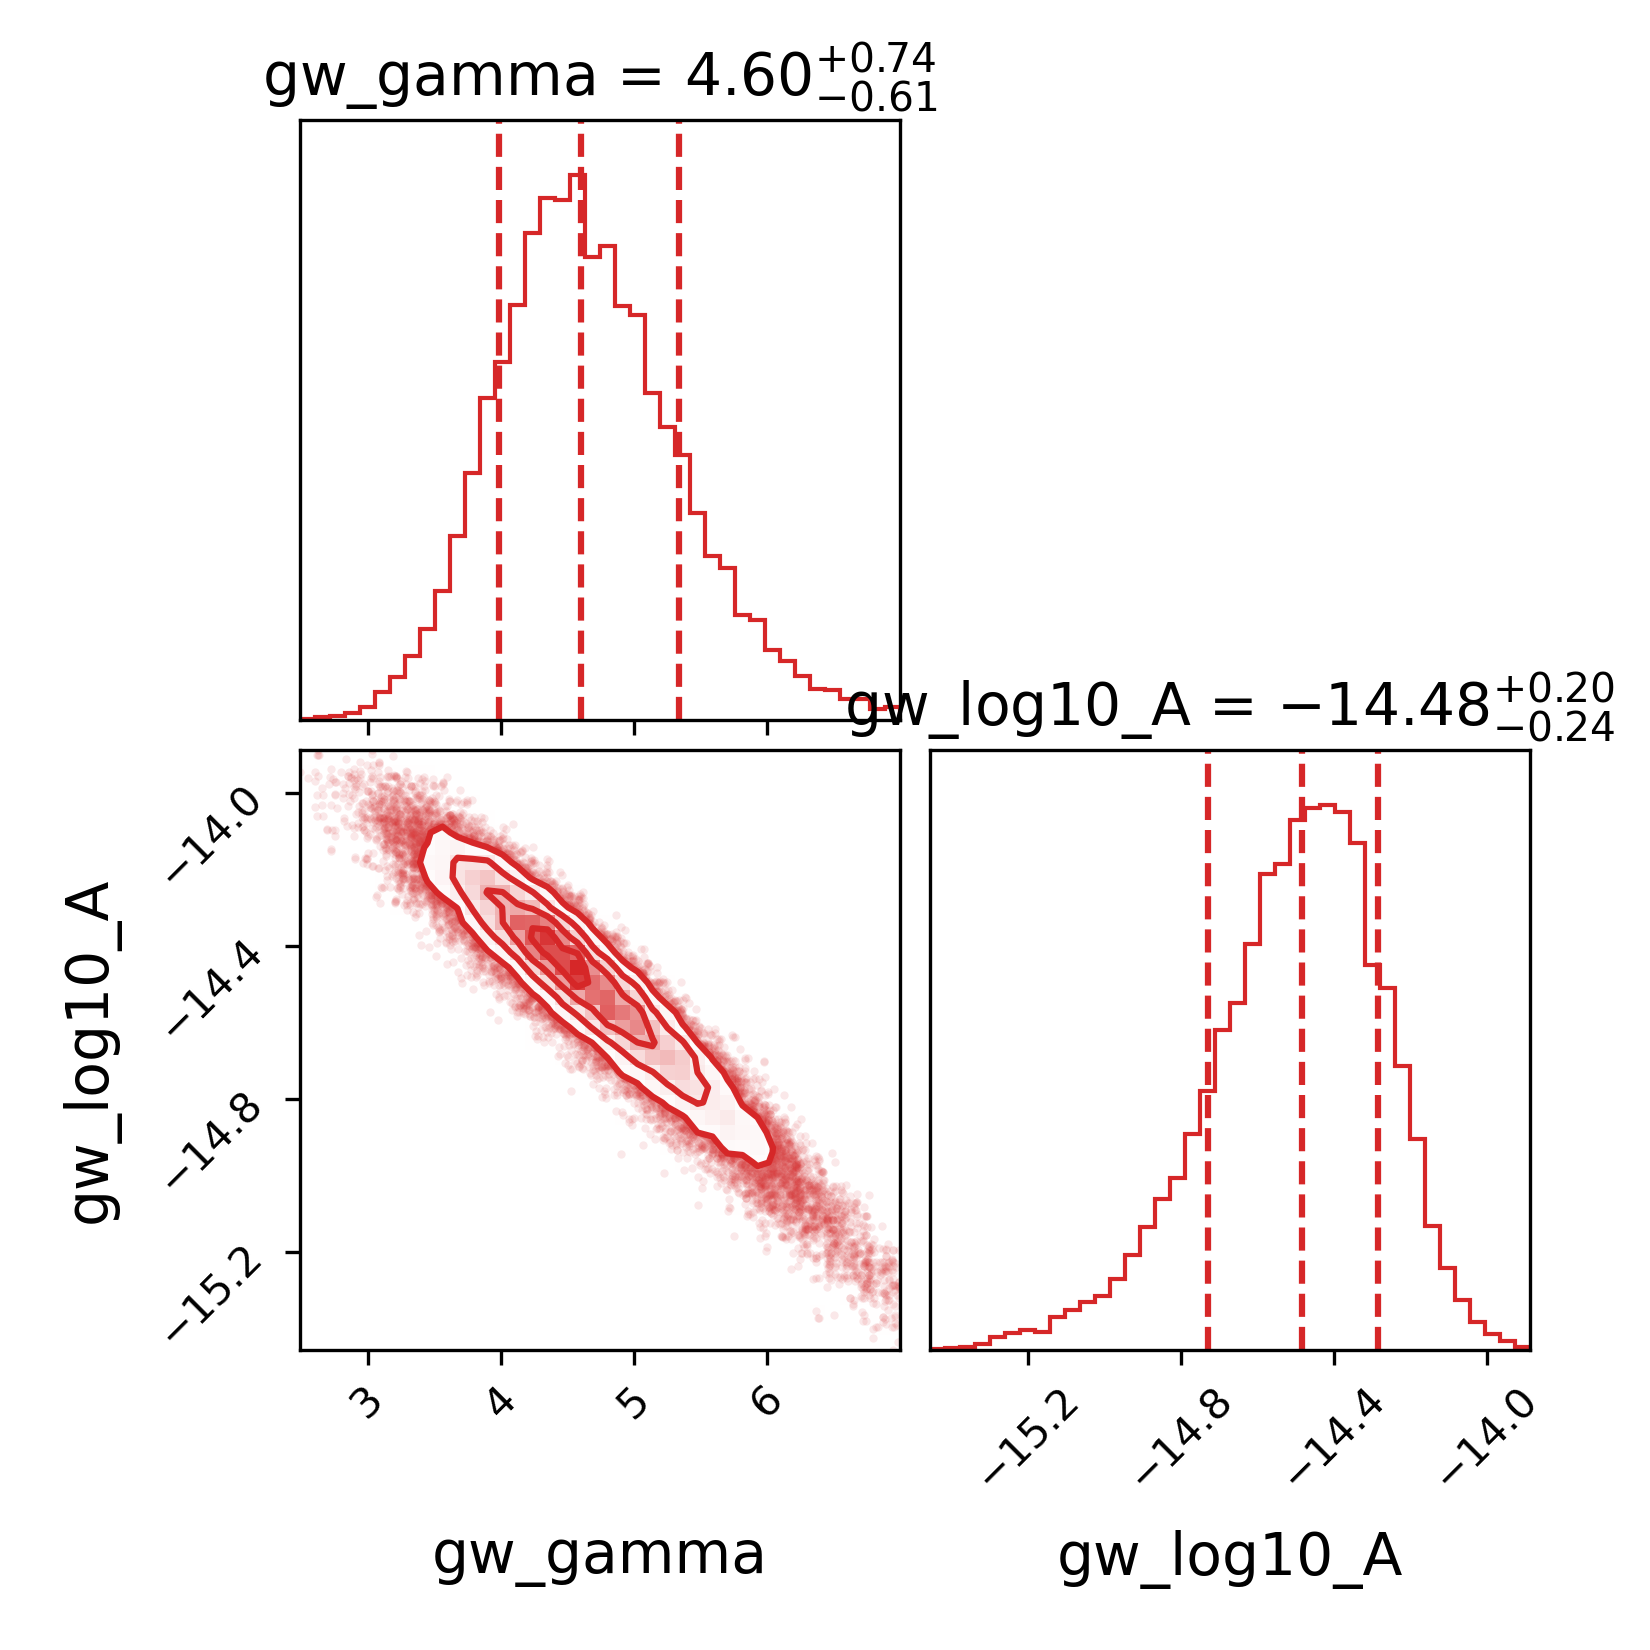 gw_gamma = 4.60+0.74−0.61
gw_log10_A = −14.48+0.20−0.24
gw_log10_A
−14.0
−14.4
−14.8
−15.2
3 4 5 6
−15.2 −14.8 −14.4 −14.0
gw_gamma
gw_log10_A